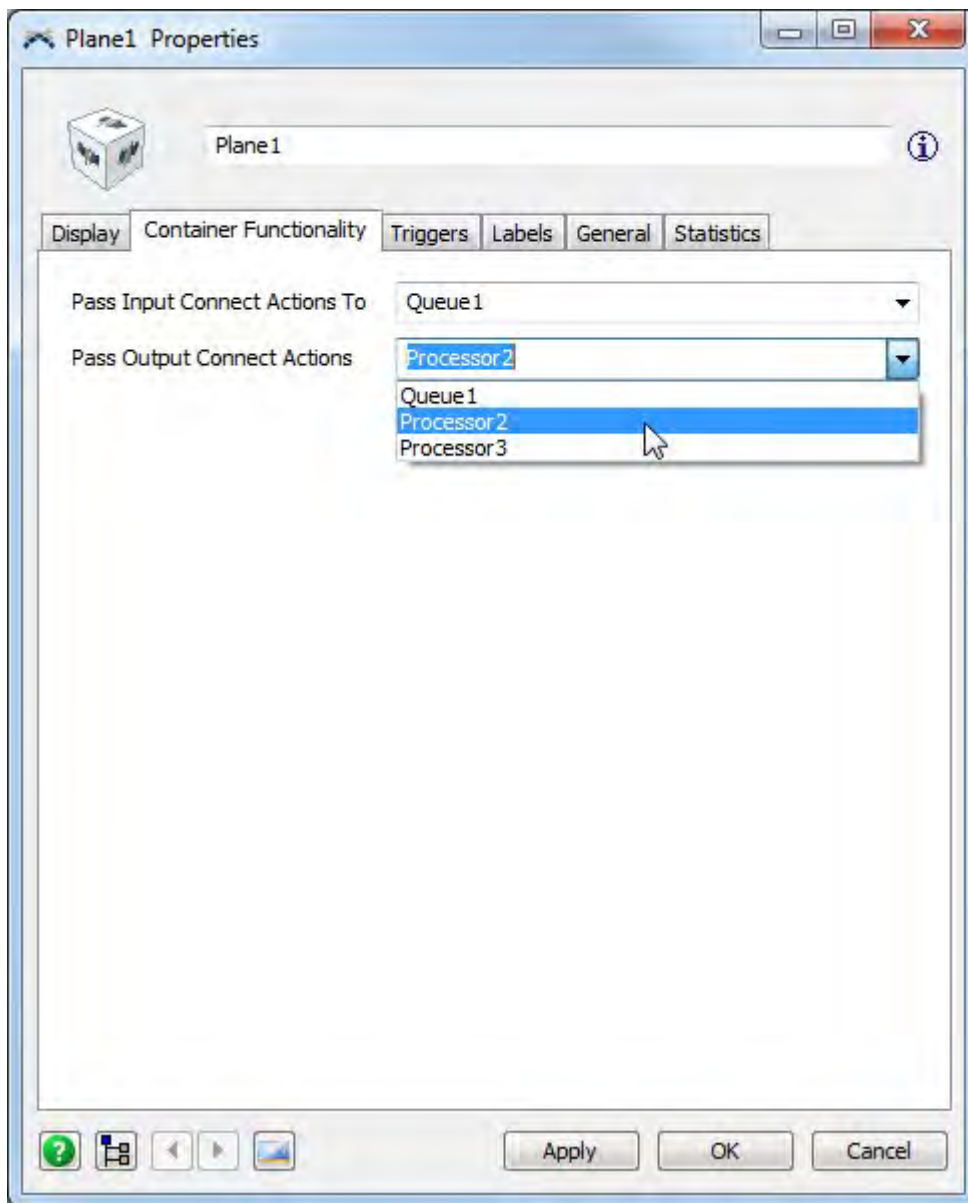 Plane1 Properties
Plane1
Display Container Functionality Triggers Labels General Statistics
Pass Input Connect Actions To Queue1
Pass Output Connect Actions Processor2
Queue1
Processor2
Processor3
Apply OK Cancel